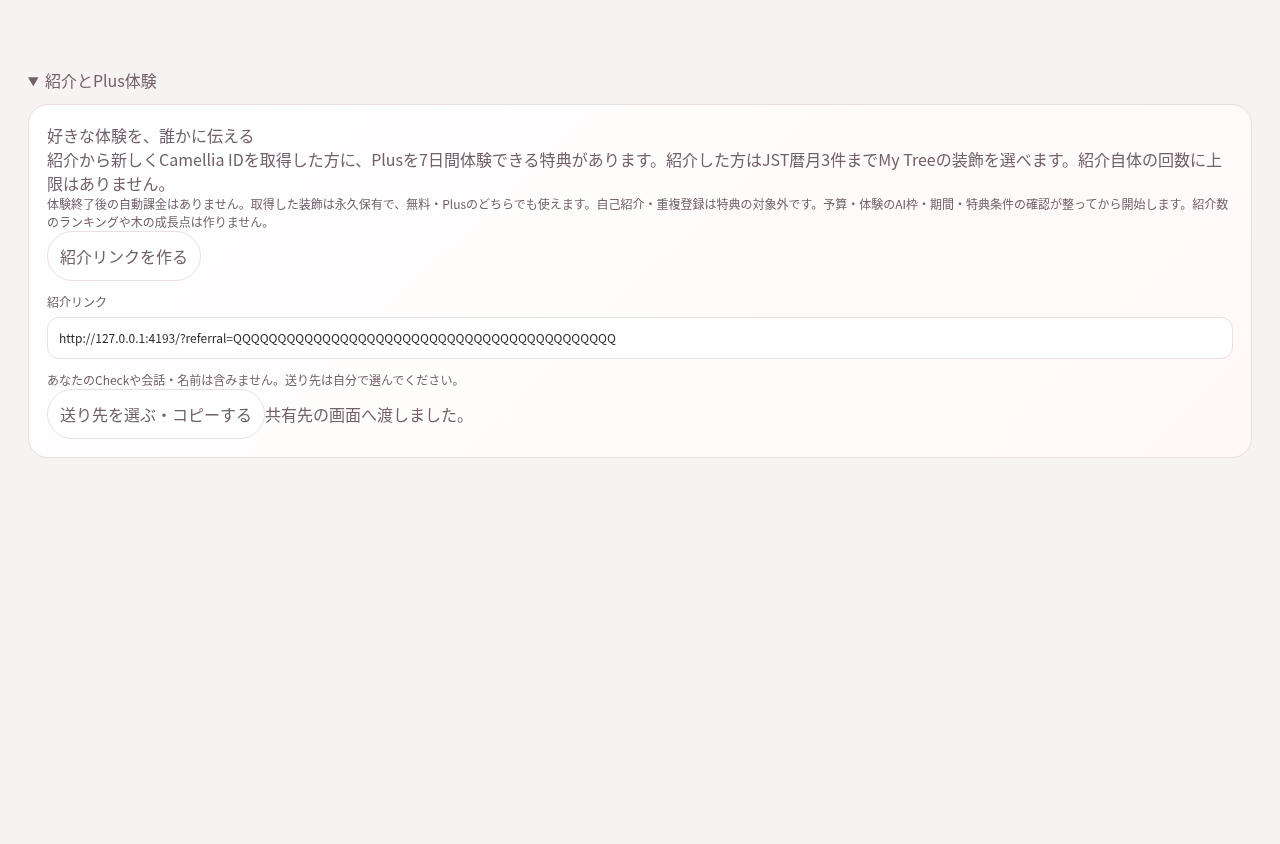 ▼ 紹介とPlus体験
好きな体験を、誰かに伝える
紹介から新しくCamellia IDを取得した方に、Plusを7日間体験できる特典があります。紹介した方はJST暦月3件までMy Treeの装飾を選べます。紹介自体の回数に上
限はありません。
体験終了後の自動課金はありません。取得した装飾は永久保有で、無料・Plusのどちらでも使えます。自己紹介・重複登録は特典の対象外です。予算・体験のAI枠・期間・特典条件の確認が整ってから開始します。紹介数
のランキングや木の成長点は作りません。
紹介リンクを作る
紹介リンク
http://127.0.0.1:4193/?referral=QQQQQQQQQQQQQQQQQQQQQQQQQQQQQQQQQQQQQQQQQQQ
あなたのCheckや会話・名前は含みません。送り先は自分で選んでください。
送り先を選ぶ・コピーする 共有先の画面へ渡しました。